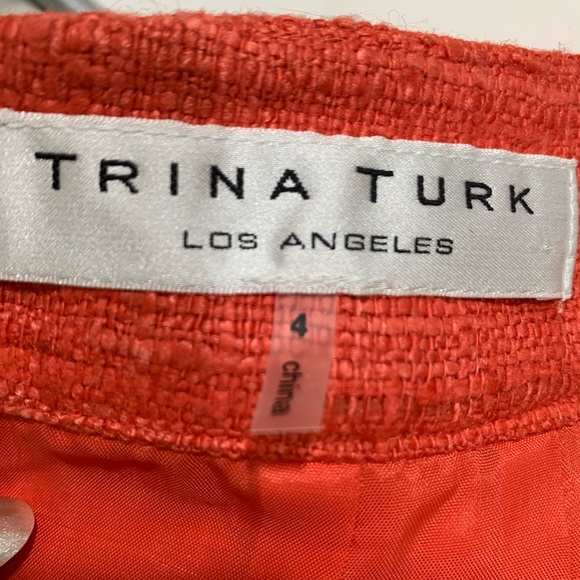 TRINA TURK
LOS ANGELES
4
china